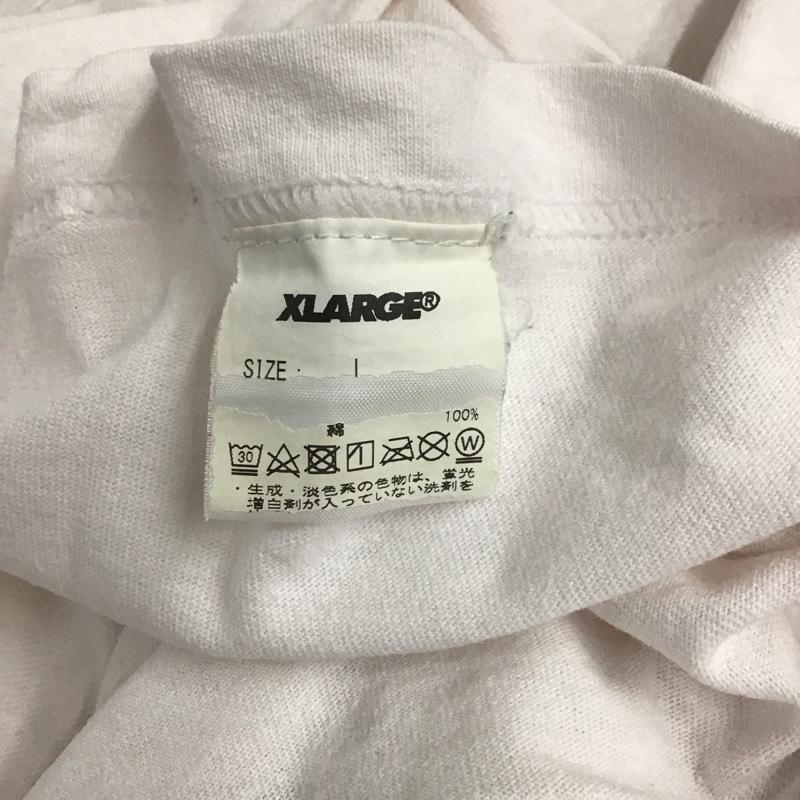 XLARGE®
SIZE・
綿 100%
30 W
・生成・淡色系の色物は、蛍光
増白剤が入っていない洗剤を